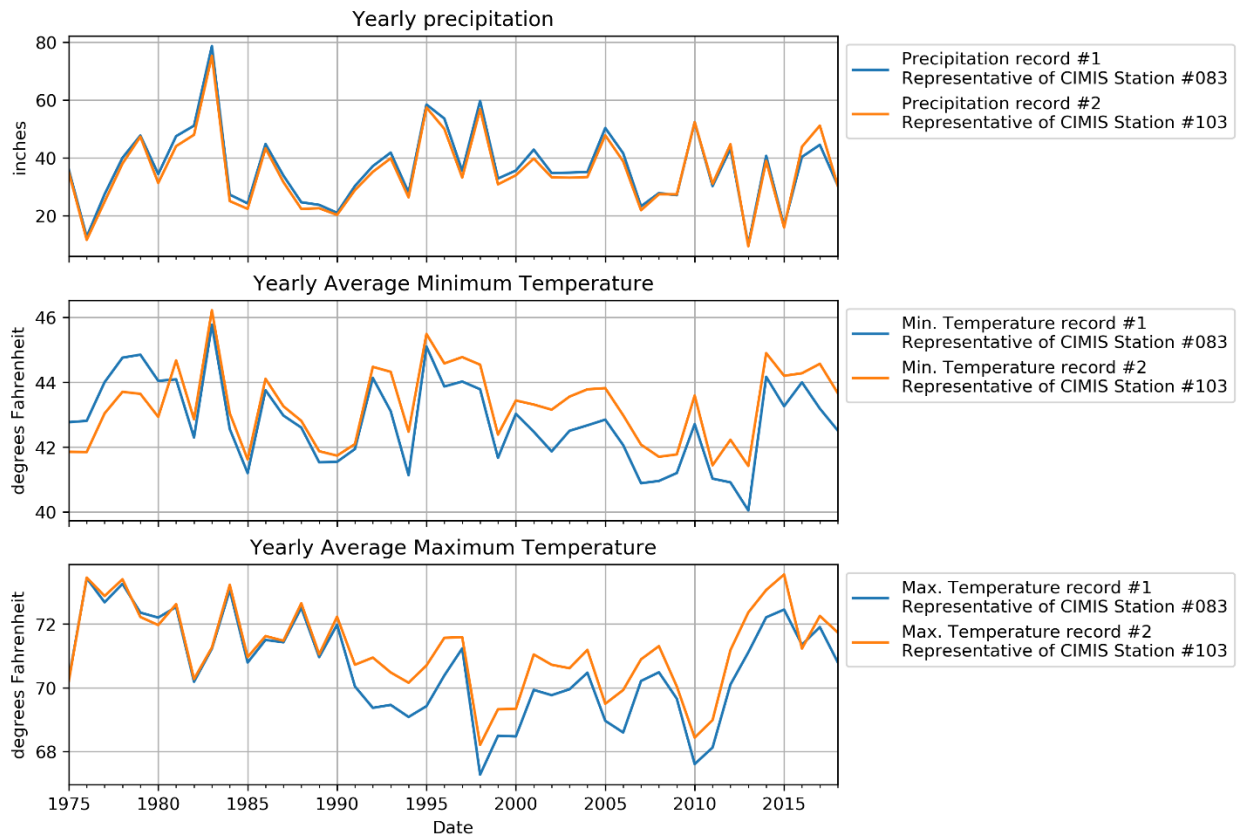 Yearly precipitation
80
60
40
20
inches
Precipitation record #1
Representative of CIMIS Station #083
Precipitation record #2
Representative of CIMIS Station #103
Yearly Average Minimum Temperature
46
44
42
40
degrees Fahrenheit
Min. Temperature record #1
Representative of CIMIS Station #083
Min. Temperature record #2
Representative of CIMIS Station #103
Yearly Average Maximum Temperature
72
70
68
degrees Fahrenheit
Max. Temperature record #1
Representative of CIMIS Station #083
Max. Temperature record #2
Representative of CIMIS Station #103
1975 1980 1985 1990 1995 2000 2005 2010 2015
Date